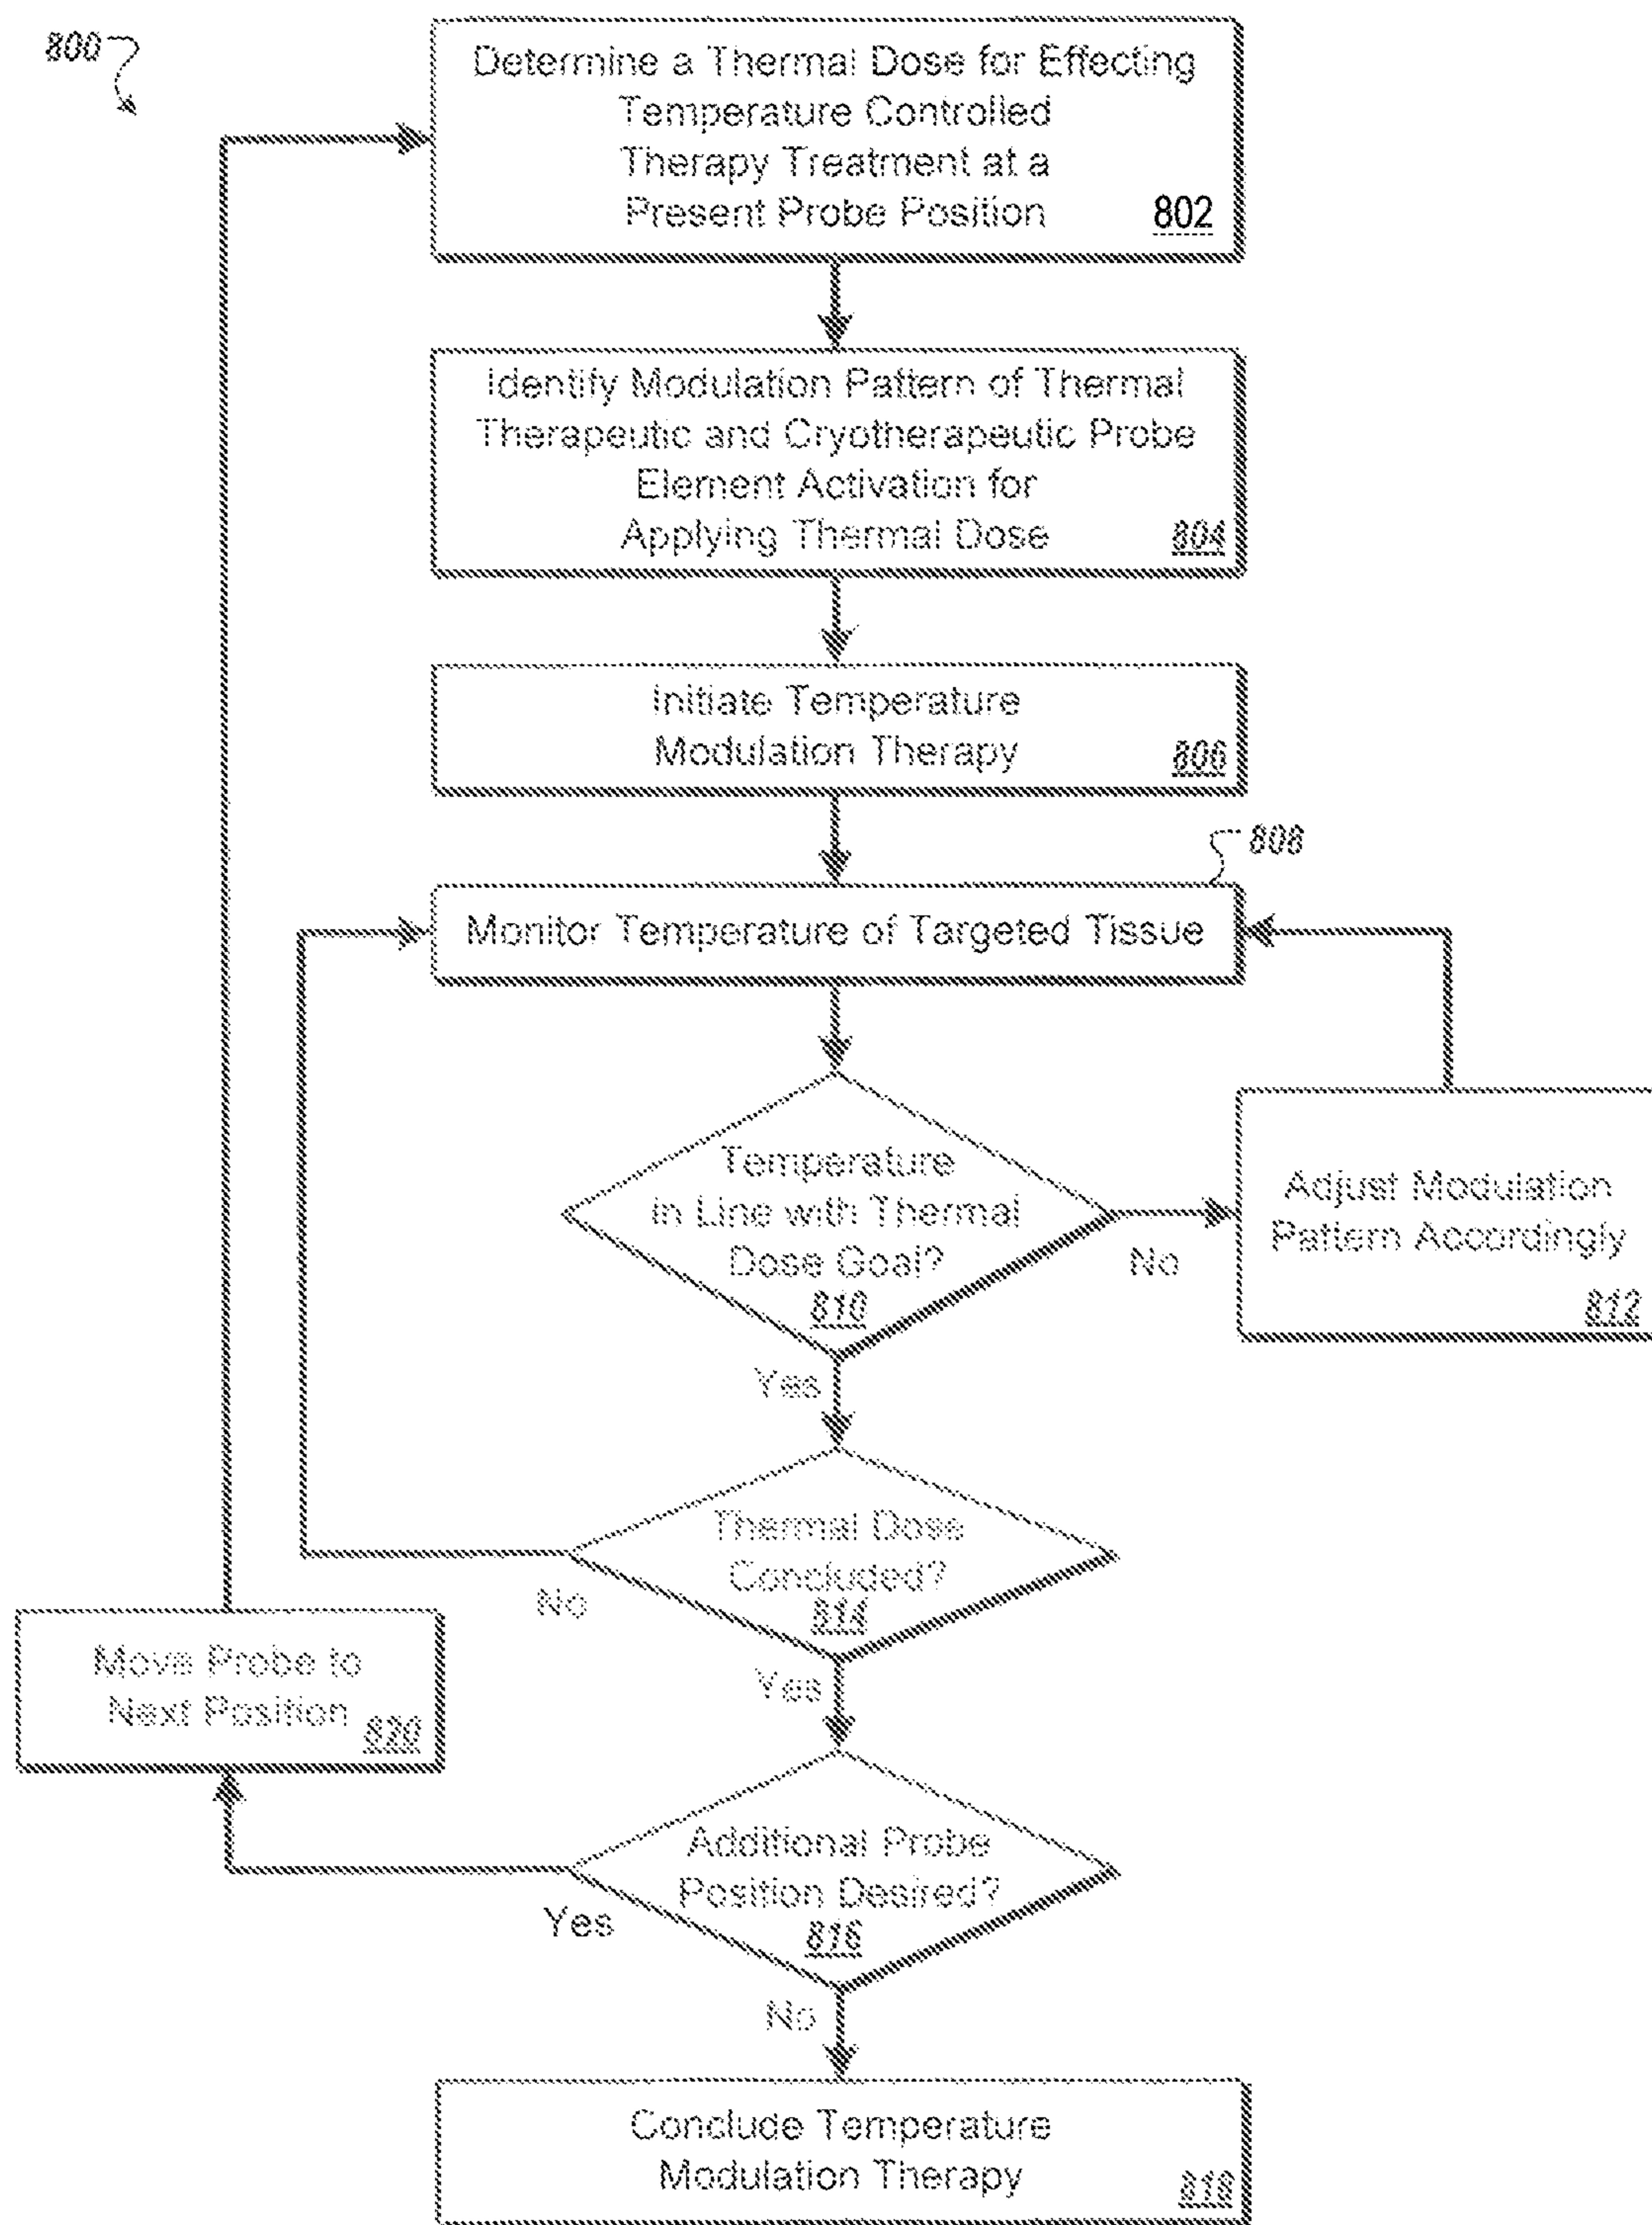 800
Determine a Thermal Dose for Effecting
Temperature Controlled
Therapy Treatment at a
Present Probe Position
802
Identify Modulation Pattern of Thermal
Therapeutic and Cryotherapeutic Probe
Element Activation for
Applying Thermal Dose
804
Initiate Temperature
Modulation Therapy
806
808
Monitor Temperature of Targeted Tissue
Temperature
in Line with Thermal
Dose Goal?
810
No
Adjust Modulation
Pattern Accordingly
812
Yes
Thermal Dose
Concluded?
814
No
Move Probe to
Next Position
820
Yes
Additional Probe
Position Desired?
816
Yes
No
Conclude Temperature
Modulation Therapy
818